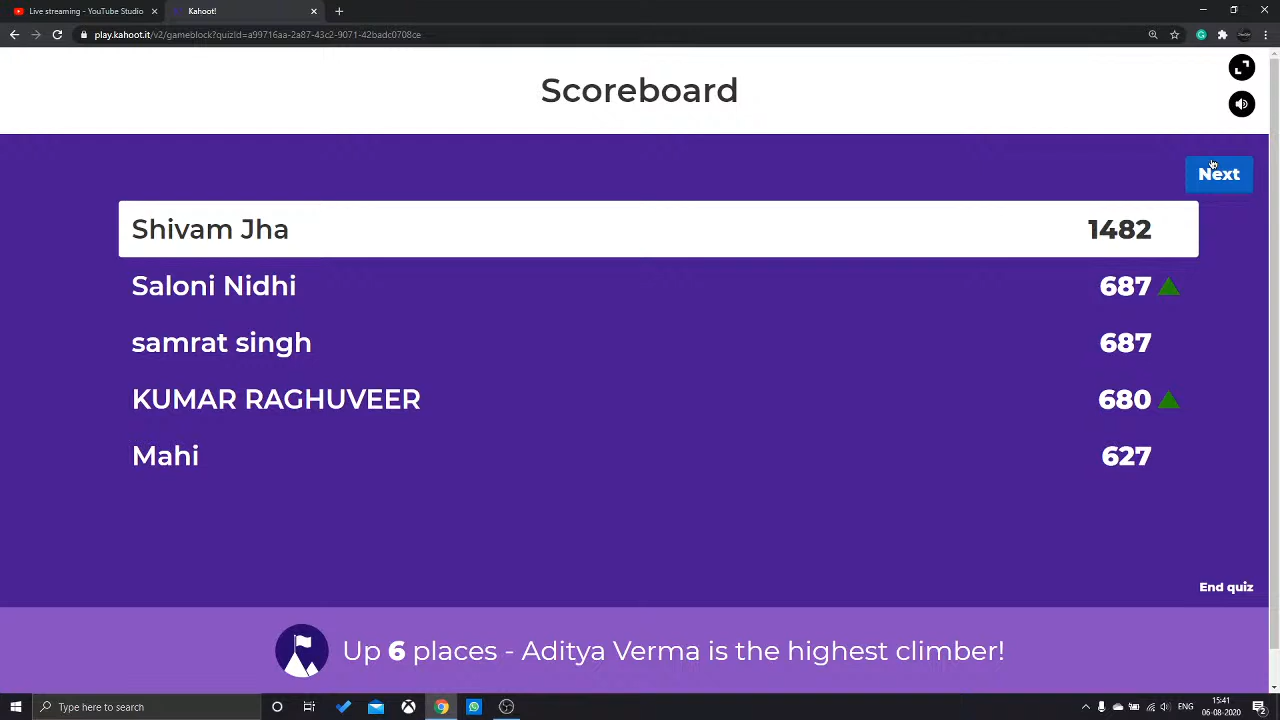 Live streaming - YouTube Studio
Kahoot!
play.kahoot.it/v2/gameblock?quizId=a99716aa-2a87-43c2-9071-42badc0708ce
Scoreboard
Next
Shivam Jha 1482
Saloni Nidhi 687
samrat singh 687
KUMAR RAGHUVEER 680
Mahi 627
End quiz
Up 6 places - Aditya Verma is the highest climber!
Type here to search
ENG
15:41
06-08-2020
2